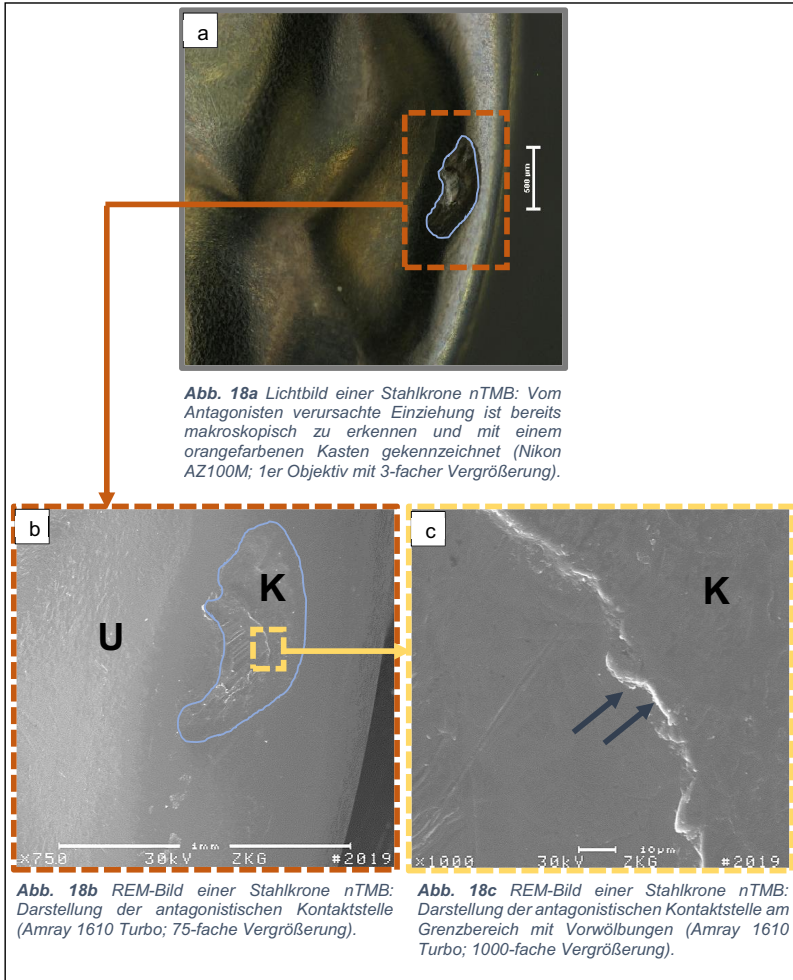 a
500 µm
Abb. 18a Lichtbild einer Stahlkrone nTMB: Vom
Antagonisten verursachte Einziehung ist bereits
makroskopisch zu erkennen und mit einem
orangefarbenen Kasten gekennzeichnet (Nikon
AZ100M; 1er Objektiv mit 3-facher Vergrößerung).
b
U
K
1mm
x750 30kV ZKG #2019
Abb. 18b REM-Bild einer Stahlkrone nTMB:
Darstellung der antagonistischen Kontaktstelle
(Amray 1610 Turbo; 75-fache Vergrößerung).
c
K
10µm
x1000 30kV ZKG #2019
Abb. 18c REM-Bild einer Stahlkrone nTMB:
Darstellung der antagonistischen Kontaktstelle am
Grenzbereich mit Vorwölbungen (Amray 1610
Turbo; 1000-fache Vergrößerung).